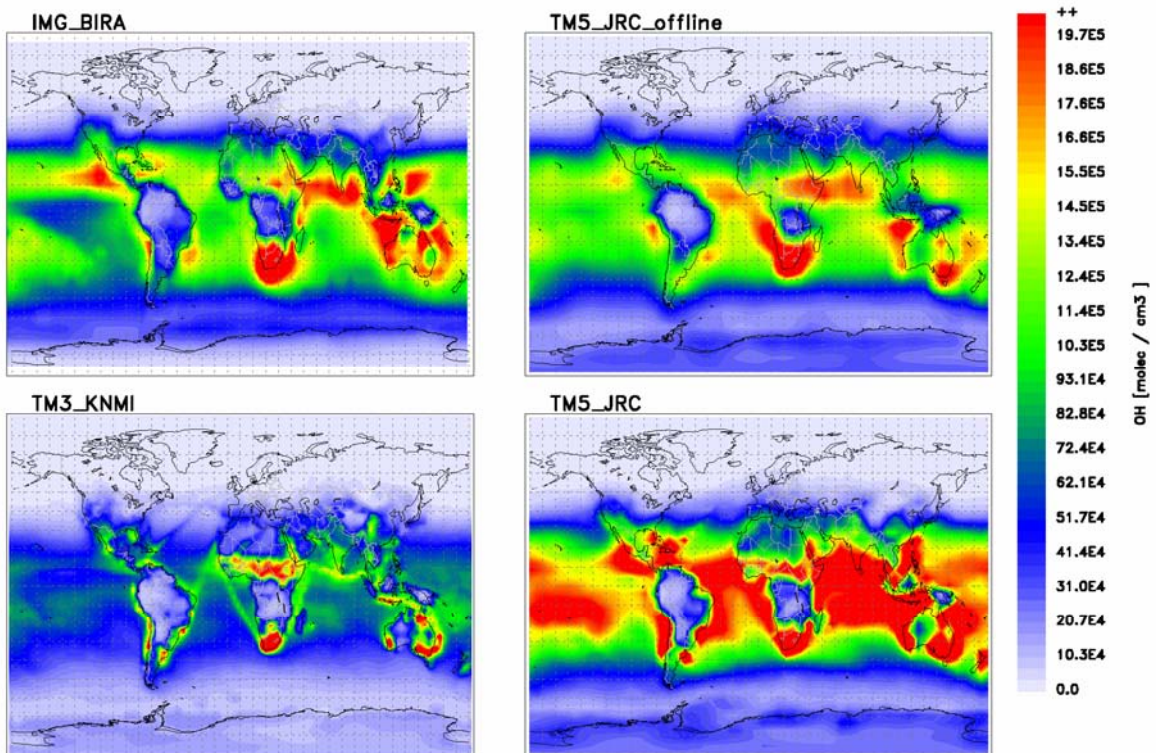 IMG_BIRA
TM5_JRC_offline
TM3_KNMI
TM5_JRC
++
19.7E5
18.6E5
17.6E5
16.6E5
15.5E5
14.5E5
13.4E5
12.4E5
11.4E5
10.3E5
93.1E4
82.8E4
72.4E4
62.1E4
51.7E4
41.4E4
31.0E4
20.7E4
10.3E4
0.0
OH [molec / cm3]